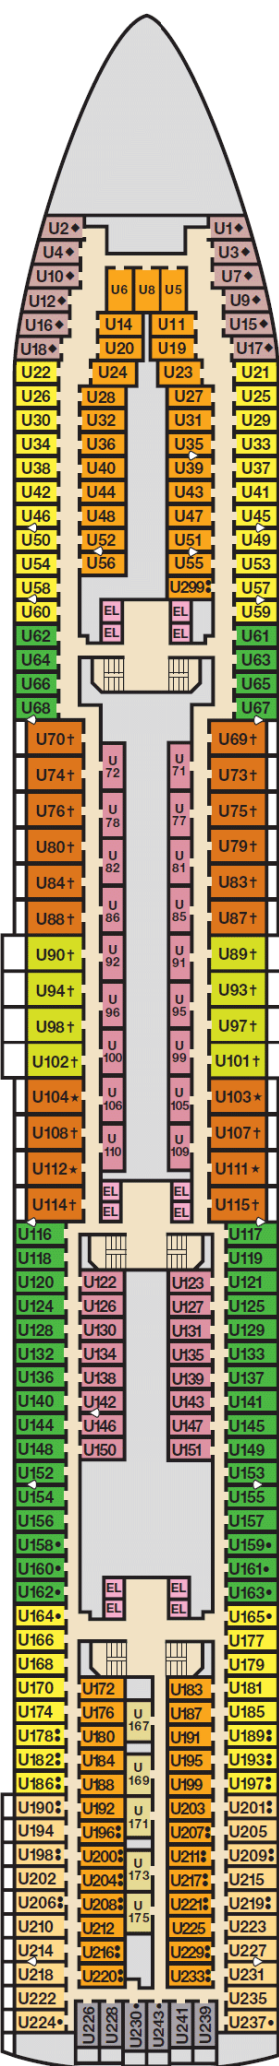 U2◆ U1◆
U4◆ U3◆
U10◆ U6 U8 U5 U7◆
U12◆ U9◆
U16◆ U14 U11 U15◆
U18◆ U20 U19 U17◆
U22 U24 U23 U21
U26 U28 U27 U25
U30 U32 U31 U29
U34 U36 U35 U33
U38 U40 U39 U37
U42 U44 U43 U41
U46 U48 U47 U45
U50 U52 U51 U49
U54 U56 U55 U53
U58 U299: U57
U60 EL EL U59
U62 EL EL U61
U64 U63
U66 U65
U68 U67
U70† U69†
U74† U72 U71 U73†
U76† U78 U77 U75†
U80† U82 U81 U79†
U84† U86 U85 U83†
U88† U87†
U90† U92 U91 U89†
U94† U96 U95 U93†
U98† U97†
U102† U100 U99 U101†
U104★ U106 U105 U103★
U108† U110 U109 U107†
U112★ U111★
U114† EL EL U115†
EL EL
U116 U117
U118 U119
U120 U122 U123 U121
U124 U126 U127 U125
U128 U130 U131 U129
U132 U134 U135 U133
U136 U138 U139 U137
U140 U142 U143 U141
U144 U146 U147 U145
U148 U150 U151 U149
U152 U153
U154 U155
U156 U157
U158• U159•
U160• EL EL U161•
U162• EL EL U163•
U164• U165•
U166 U177
U168 U179
U170 U172 U183 U181
U174 U176 U167 U187 U185
U178: U180 U191 U189:
U182: U184 U169 U195 U193:
U186: U188 U199 U197:
U190: U192 U171 U203 U201:
U194 U196: U207: U205
U198: U200: U173 U211: U209:
U202 U204: U217: U215
U206: U208: U175 U221: U219:
U210 U212 U225 U223
U214 U216: U229: U227
U218 U220: U233: U231
U222 U235
U224• U226 U228 U230• U243• U241 U239 U237•